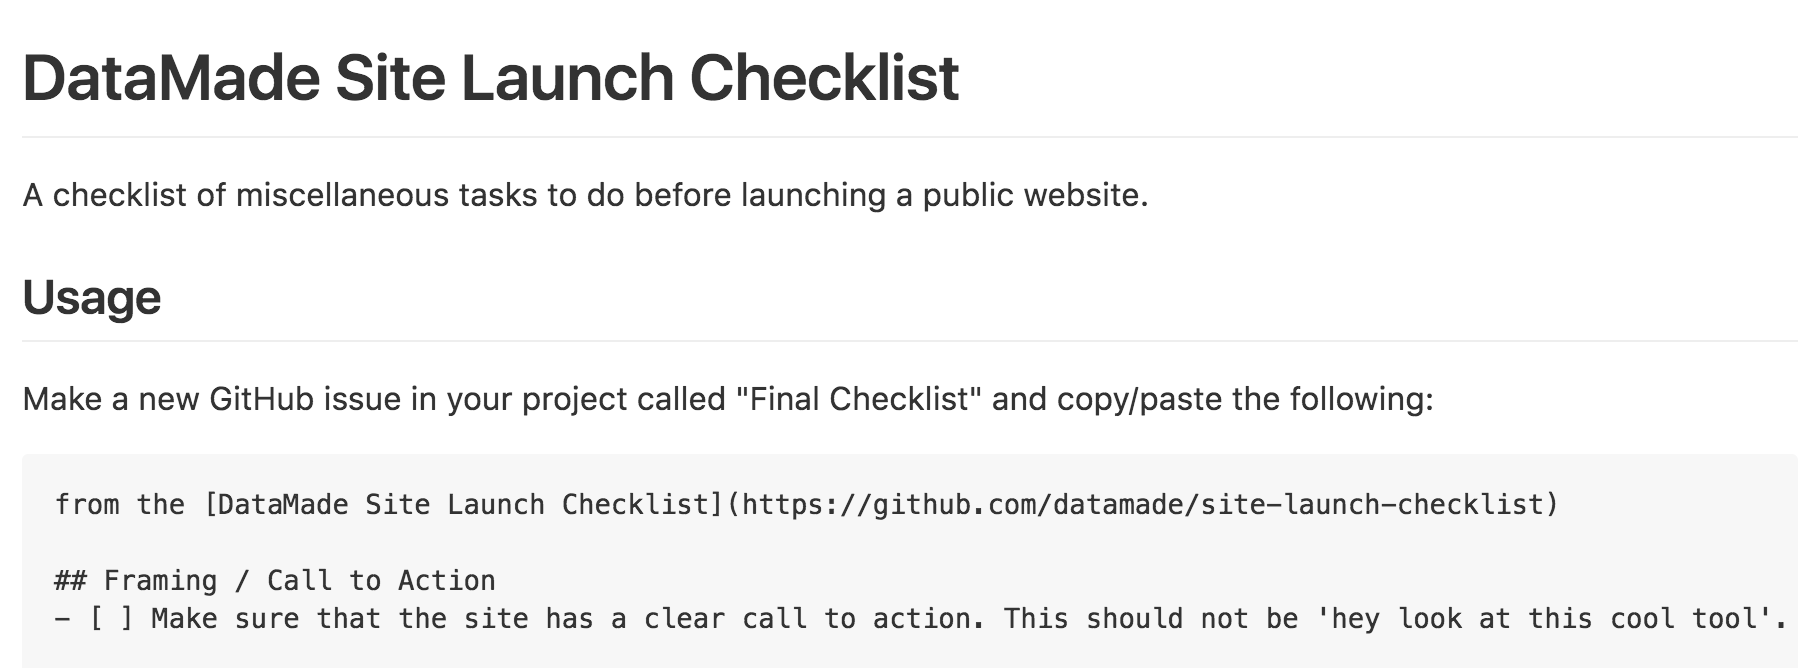 DataMade Site Launch Checklist
A checklist of miscellaneous tasks to do before launching a public website.
Usage
Make a new GitHub issue in your project called "Final Checklist" and copy/paste the following:
from the [DataMade Site Launch Checklist](https://github.com/datamade/site-launch-checklist)
## Framing / Call to Action
- [ ] Make sure that the site has a clear call to action. This should not be 'hey look at this cool tool'.